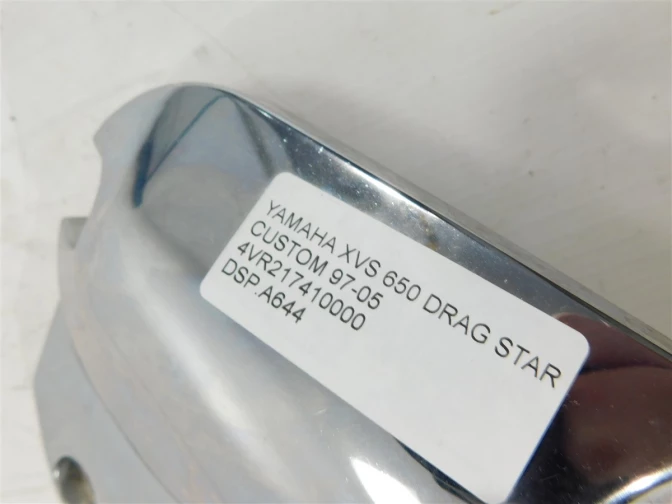 YAMAHA XVS 650 DRAG STAR
CUSTOM 97-05
4VR217410000
DSP.A644